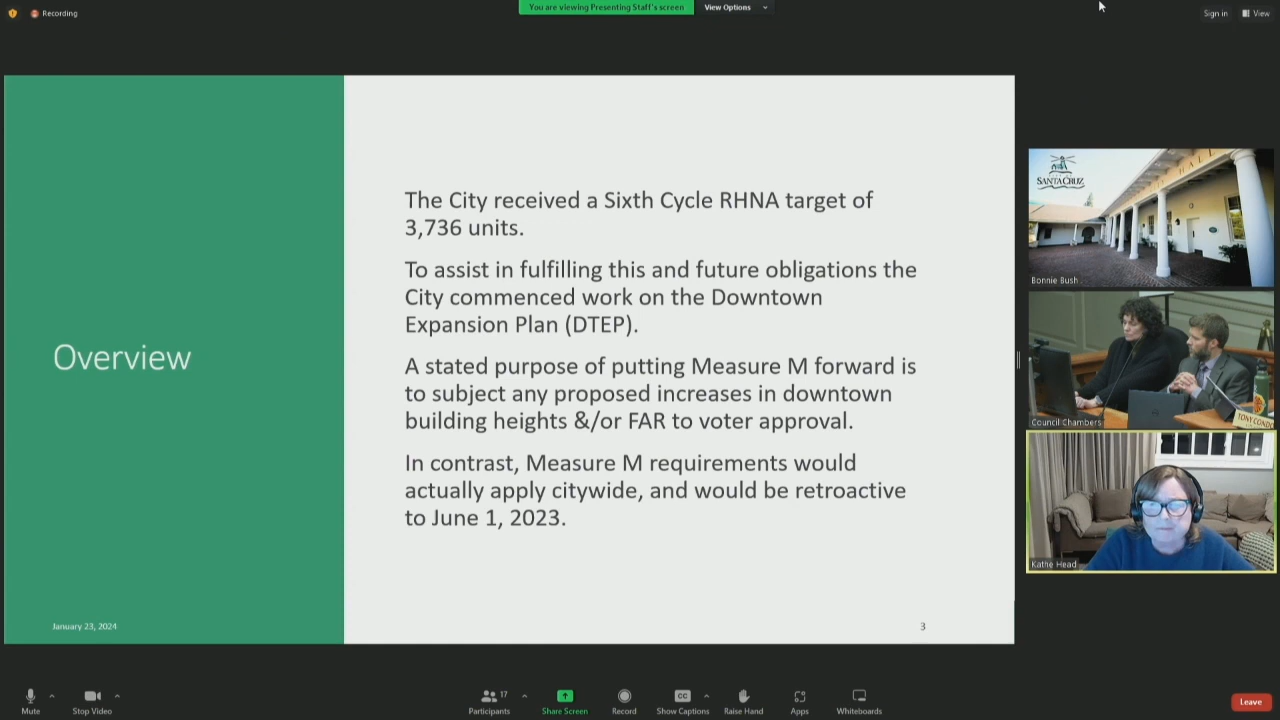 Recording
You are viewing Presenting Staff's screen
View Options
Sign in
View
Overview
The City received a Sixth Cycle RHNA target of
3,736 units.
To assist in fulfilling this and future obligations the
City commenced work on the Downtown
Expansion Plan (DTEP).
A stated purpose of putting Measure M forward is
to subject any proposed increases in downtown
building heights &/or FAR to voter approval.
In contrast, Measure M requirements would
actually apply citywide, and would be retroactive
to June 1, 2023.
January 23, 2024
3
SANTA CRUZ
HALL
Bonnie Bush
TONY CONDO
Council Chambers
Kathe Head
Mute
Stop Video
17
Participants
Share Screen
Record
CC
Show Captions
Raise Hand
Apps
Whiteboards
Leave